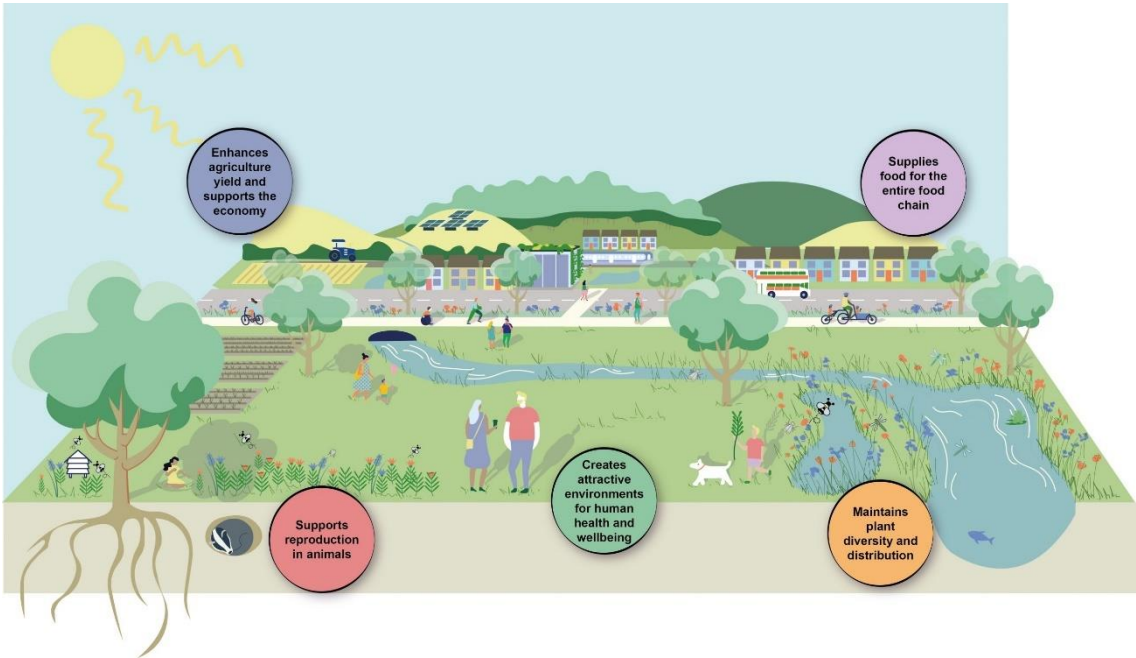 Enhances
agriculture
yield and
supports the
economy
Supplies
food for the
entire food
chain
Supports
reproduction
in animals
Creates
attractive
environments
for human
health and
wellbeing
Maintains
plant
diversity and
distribution